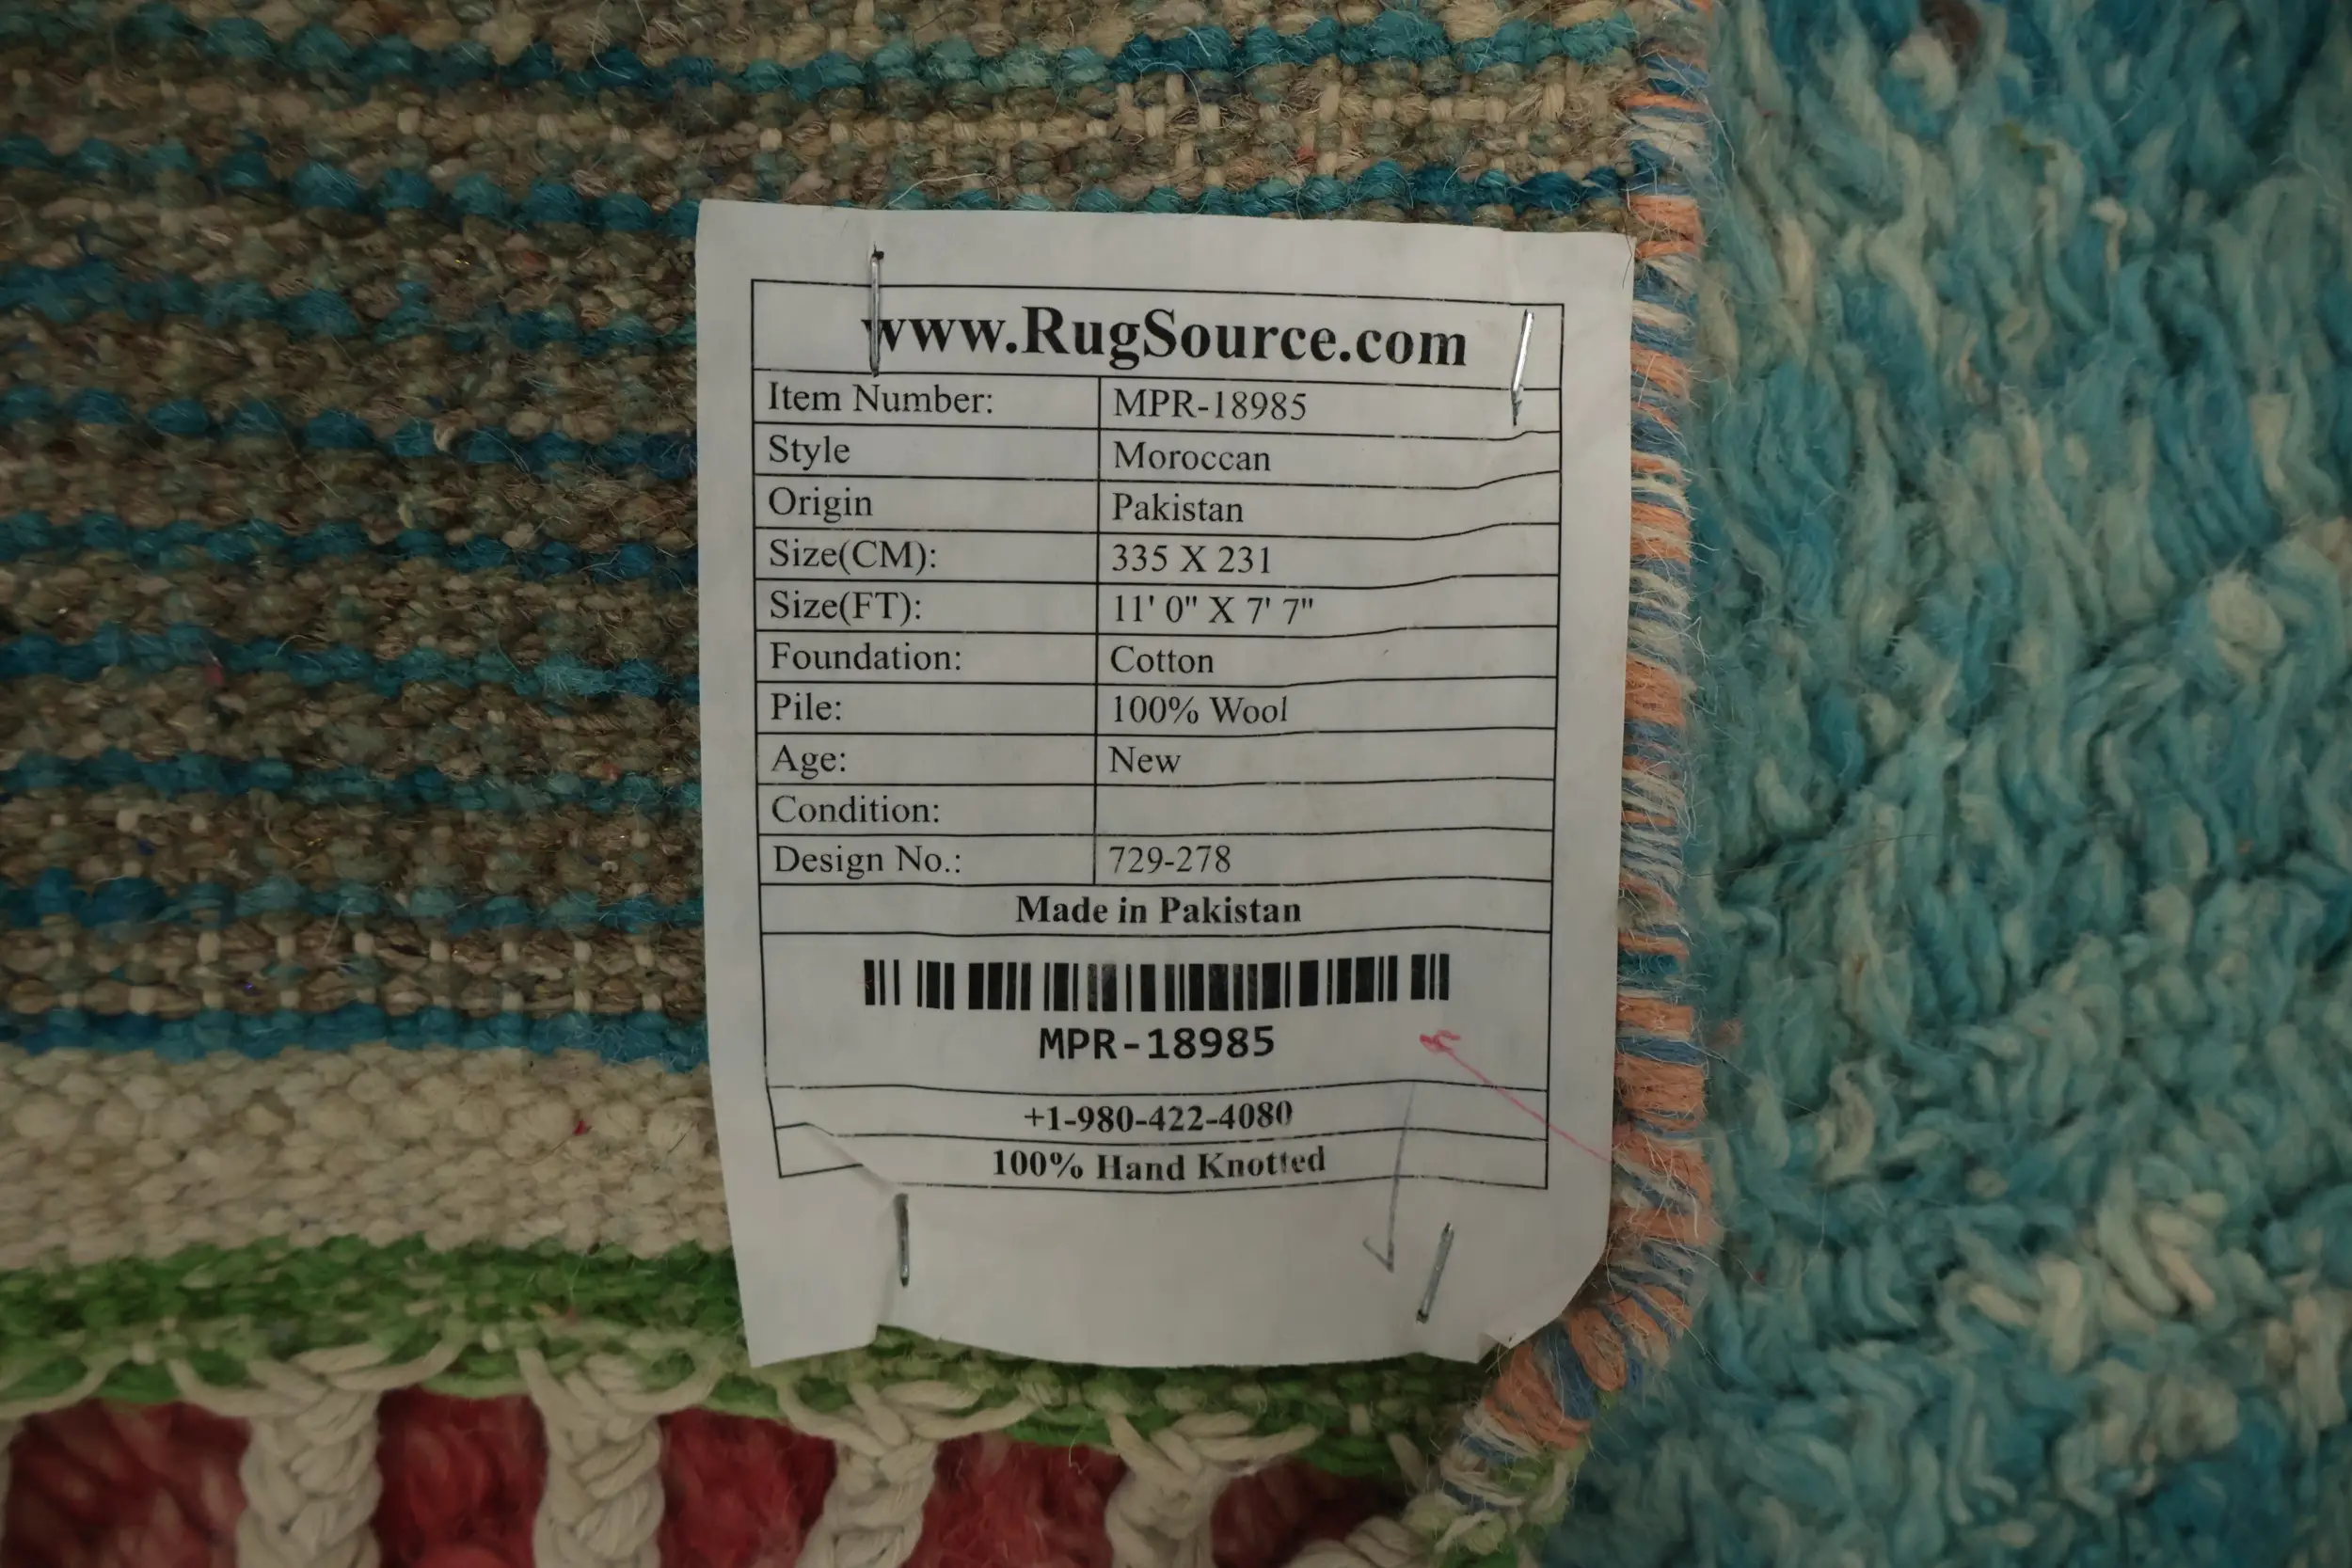 www.RugSource.com
Item Number: MPR-18985
Style Moroccan
Origin Pakistan
Size(CM): 335 X 231
Size(FT): 11' 0" X 7' 7"
Foundation: Cotton
Pile: 100% Wool
Age: New
Condition:
Design No.: 729-278
Made in Pakistan
MPR-18985
+1-980-422-4080
100% Hand Knotted